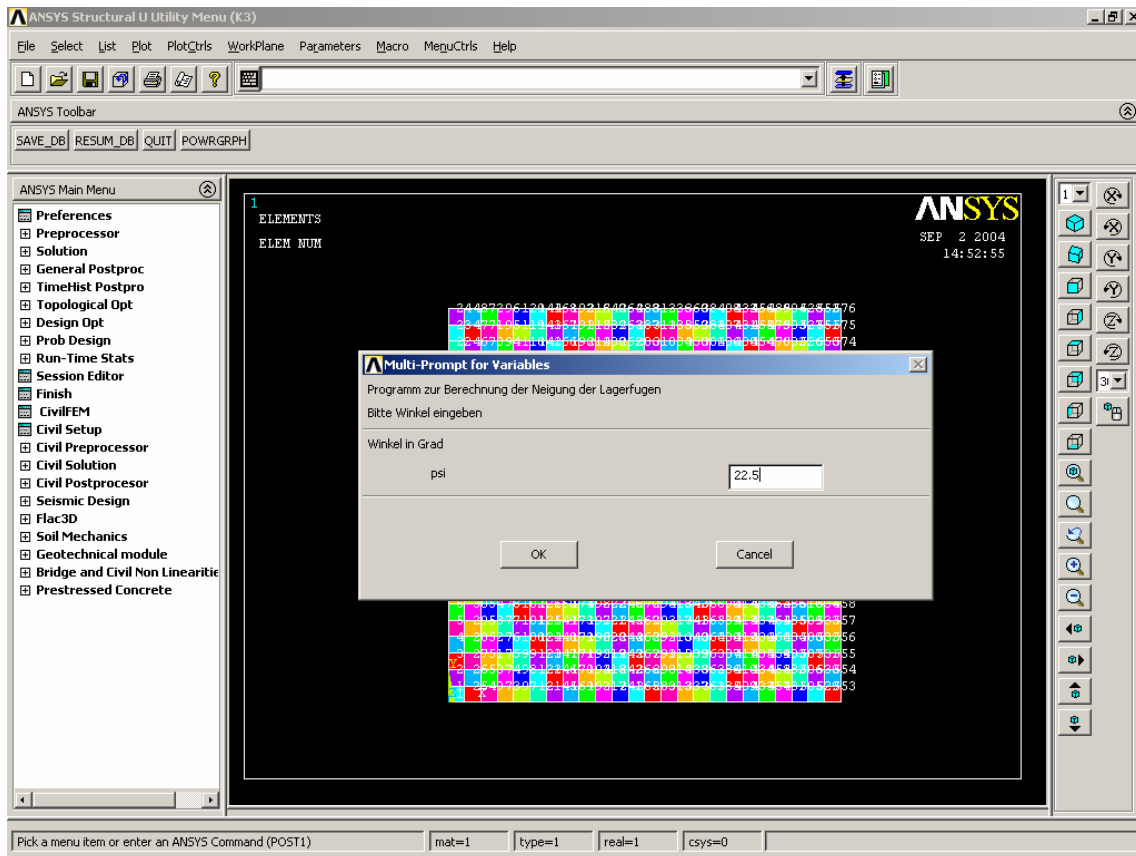 ANSYS Structural U Utility Menu (K3)
File Select List Plot PlotCtrls WorkPlane Parameters Macro MenuCtrls Help
ANSYS Toolbar
SAVE_DB RESUM_DB QUIT POWRGRPH
ANSYS Main Menu
Preferences
Preprocessor
Solution
General Postproc
TimeHist Postpro
Topological Opt
Design Opt
Prob Design
Run-Time Stats
Session Editor
Finish
CivilFEM
Civil Setup
Civil Preprocessor
Civil Solution
Civil Postprocesor
Seismic Design
Flac3D
Soil Mechanics
Geotechnical module
Bridge and Civil Non Linearitie
Prestressed Concrete
1
ELEMENTS
ELEM NUM
ANSYS
SEP 2 2004
14:52:55
Multi-Prompt for Variables
Programm zur Berechnung der Neigung der Lagerfugen
Bitte Winkel eingeben
Winkel in Grad
psi 22.5
OK Cancel
1
Pick a menu item or enter an ANSYS Command (POST1) mat=1 type=1 real=1 csys=0